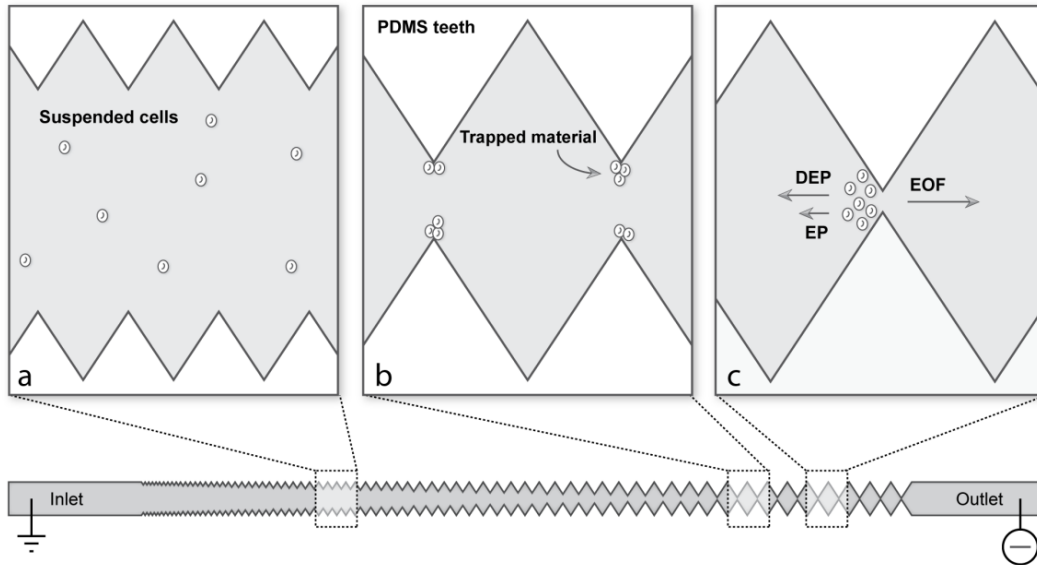 PDMS teeth
Suspended cells
Trapped material
DEP
EOF
EP
a
b
c
Inlet
Outlet